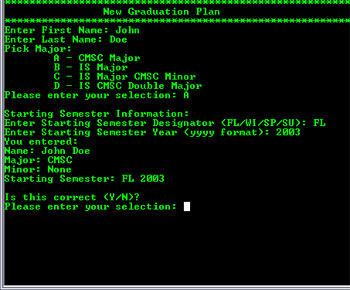 ************************************************
New Graduation Plan
************************************************
Enter First Name: John
Enter Last Name: Doe
Pick Major:
A - CMSC Major
B - IS Major
C - IS Major CMSC Minor
D - IS CMSC Double Major
Please enter your selection: A
Starting Semester Information:
Enter Starting Semester Designator (FL/WI/SP/SU): FL
Enter Starting Semester Year (yyyy format): 2003
You entered:
Name: John Doe
Major: CMSC
Minor: None
Starting Semester: FL 2003
Is this correct (Y/N)?
Please enter your selection: